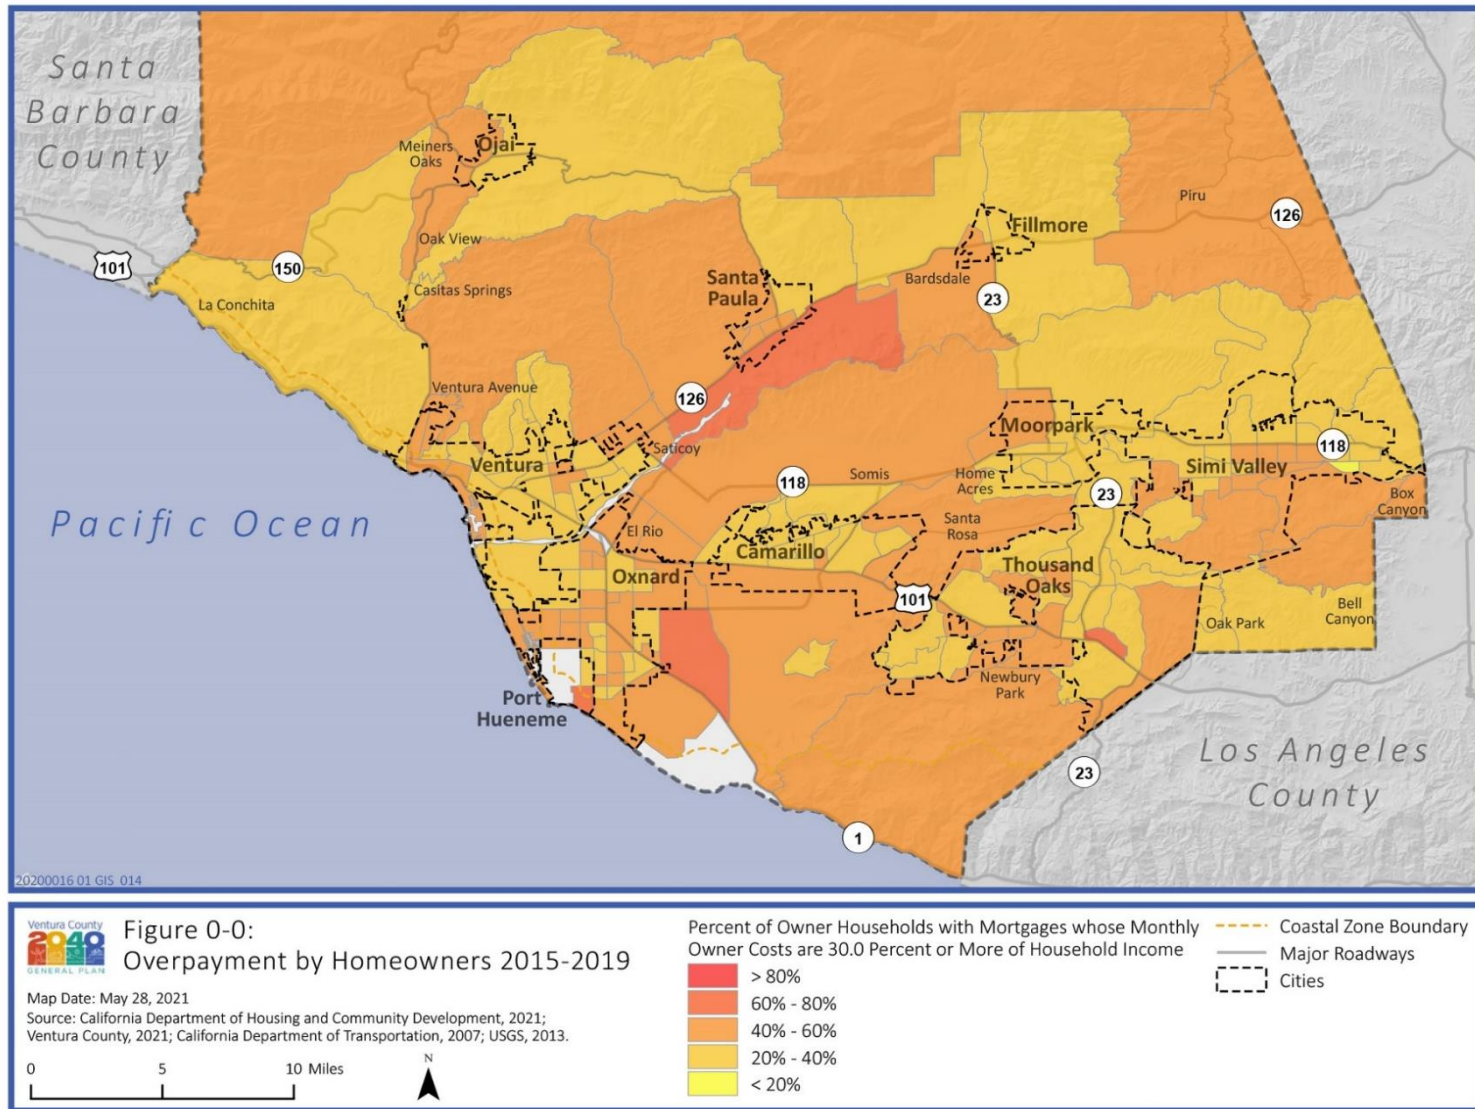 Santa
Barbara
County
Meiners
Oaks
Ojai
Piru
126
Fillmore
Oak View
101
150
Santa
Paula
Bardsdale
Casitas Springs
23
La Conchita
Ventura Avenue
126
Moorpark
Saticoy
118
Ventura
Simi Valley
Somis
Home
Acres
118
23
Box
Canyon
Pacific Ocean
El Rio
Santa
Rosa
Camarillo
Oxnard
Thousand
Oaks
101
Oak Park
Bell
Canyon
Newbury
Park
Port
Hueneme
Los Angeles
County
23
1
20200016 01 GIS 014
Ventura County
2040
GENERAL PLAN
Figure 0-0:
Overpayment by Homeowners 2015-2019
Map Date: May 28, 2021
Source: California Department of Housing and Community Development, 2021;
Ventura County, 2021; California Department of Transportation, 2007; USGS, 2013.
0 5 10 Miles
N
Percent of Owner Households with Mortgages whose Monthly
Owner Costs are 30.0 Percent or More of Household Income
> 80%
60% - 80%
40% - 60%
20% - 40%
< 20%
Coastal Zone Boundary
Major Roadways
Cities